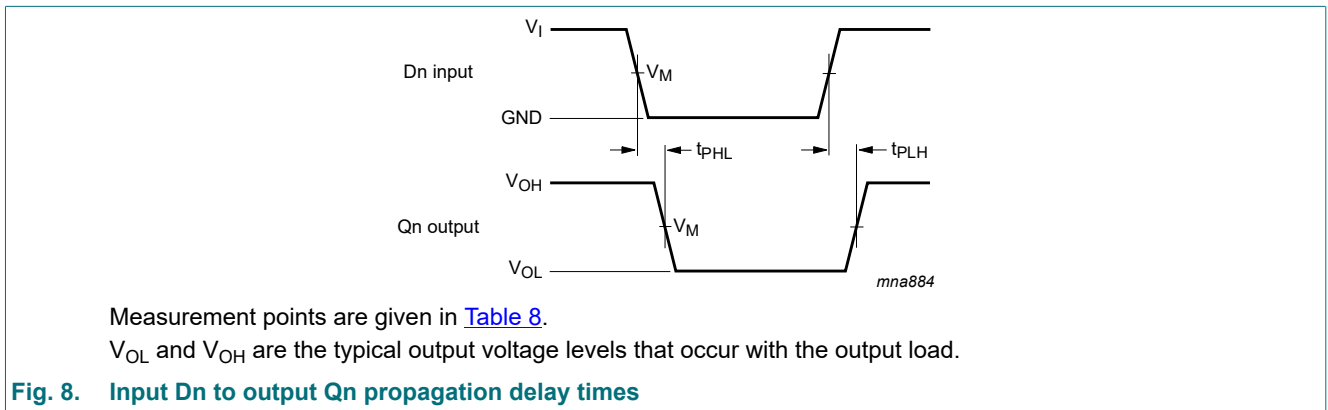 VI
Dn input
VM
GND
tPHL
tPLH
VOH
Qn output
VM
VOL
mna884
Measurement points are given in Table 8.
VOL and VOH are the typical output voltage levels that occur with the output load.
Fig. 8. Input Dn to output Qn propagation delay times